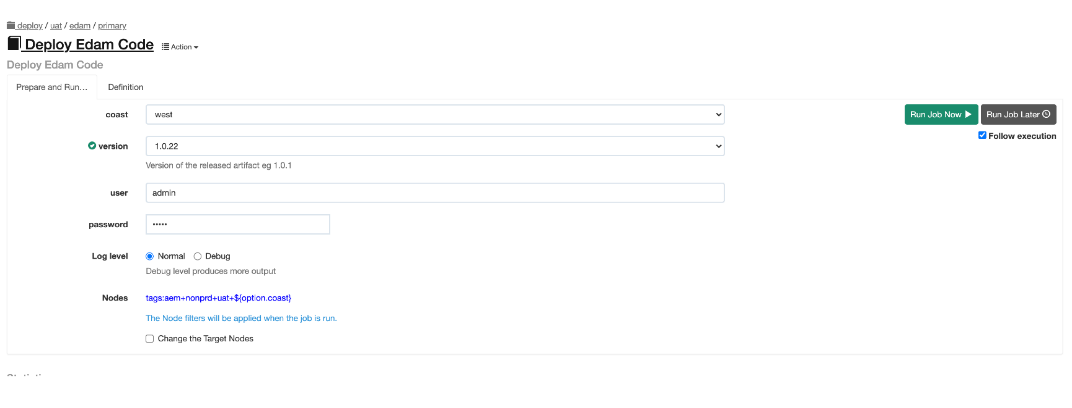 deploy / uat / edam / primary
Deploy Edam Code Action
Deploy Edam Code
Prepare and Run... Definition
coast west Run Job Now Run Job Later
Follow execution
version 1.0.22
Version of the released artifact eg 1.0.1
user admin
password •••••
Log level Normal Debug
Debug level produces more output
Nodes tags:aem+nonprd+uat+${option.coast}
The Node filters will be applied when the job is run.
Change the Target Nodes